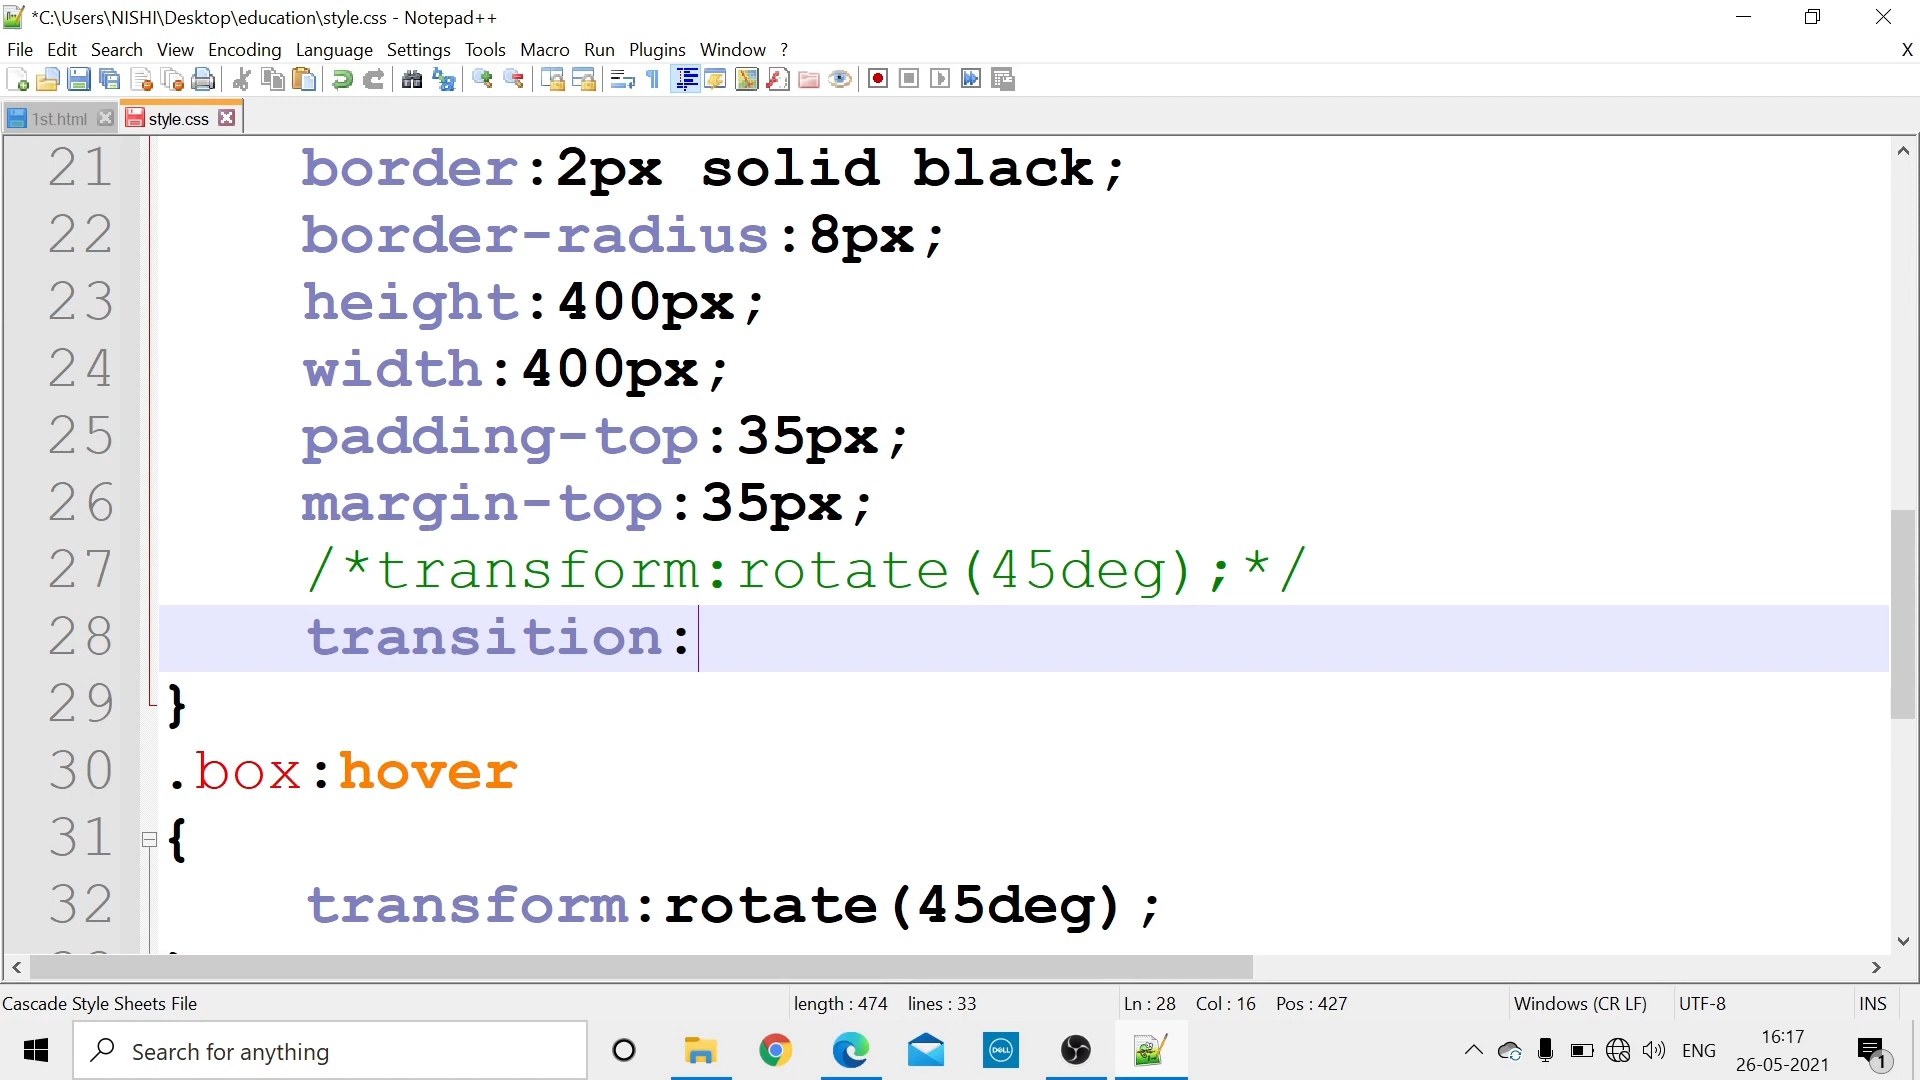 *C:\Users\NISHI\Desktop\education\style.css - Notepad++
File Edit Search View Encoding Language Settings Tools Macro Run Plugins Window ? X
1st.html style.css
21 border:2px solid black;
22 border-radius:8px;
23 height:400px;
24 width:400px;
25 padding-top:35px;
26 margin-top:35px;
27 /*transform:rotate(45deg);*/
28 transition:
29 }
30 .box:hover
31 {
32 transform:rotate(45deg);
Cascade Style Sheets File length : 474 lines : 33 Ln : 28 Col : 16 Pos : 427 Windows (CR LF) UTF-8 INS
Search for anything DELL ENG 16:17
26-05-2021 1